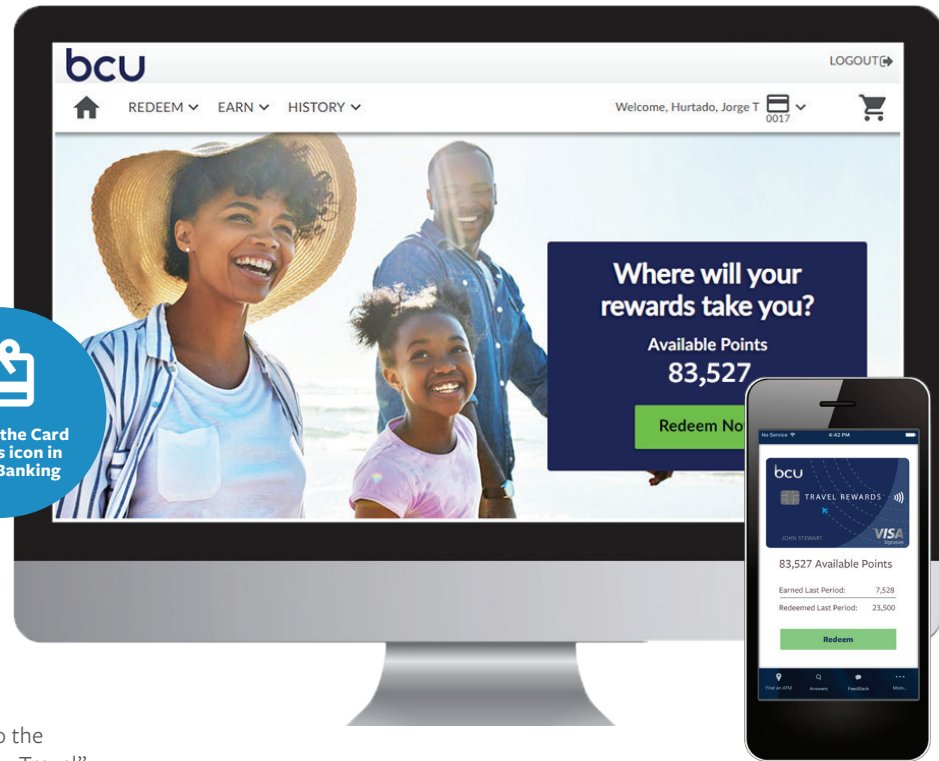 bcu
LOGOUT
REDEEM EARN HISTORY
Welcome, Hurtado, Jorge T
0017
Where will your
rewards take you?
Available Points
83,527
Redeem No
the Card
s icon in
Banking
No Service 4:42 PM
bcu
TRAVEL REWARDS
JOHN STEWART
VISA
Signature
83,527 Available Points
Earned Last Period: 7,528
Redeemed Last Period: 23,500
Redeem
Find an ATM Answers Feedback More...
the
Travel”